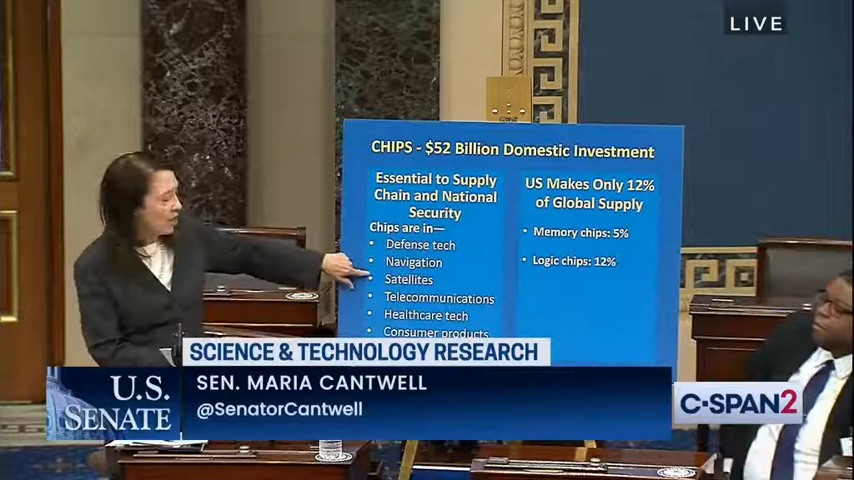 LIVE
CHIPS - $52 Billion Domestic Investment
Essential to Supply
Chain and National
Security
Chips are in—
• Defense tech
• Navigation
• Satellites
• Telecommunications
• Healthcare tech
• Consumer products
US Makes Only 12%
of Global Supply
• Memory chips: 5%
• Logic chips: 12%
SCIENCE & TECHNOLOGY RESEARCH
U.S.
SENATE
SEN. MARIA CANTWELL
@SenatorCantwell
C-SPAN2